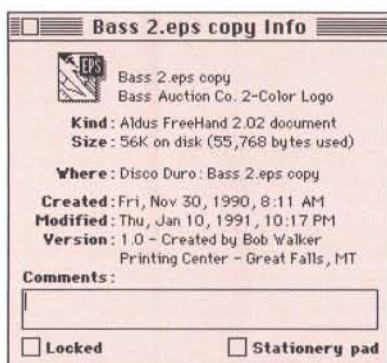 Bass 2.eps copy Info
EPS
Bass 2.eps copy
Bass Auction Co. 2-Color Logo
Kind: Aldus FreeHand 2.02 document
Size: 56K on disk (55,768 bytes used)
Where: Disco Duro: Bass 2.eps copy
Created: Fri, Nov 30, 1990, 8:11 AM
Modified: Thu, Jan 10, 1991, 10:17 PM
Version: 1.0 - Created by Bob Walker
Printing Center - Great Falls, MT
Comments:
Locked
Stationery pad